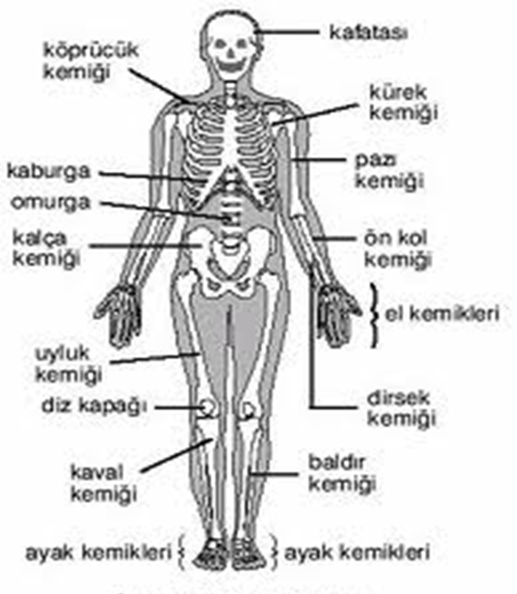 kafatası
köprücük
kemiği
kürek
kemiği
kaburga
pazı
kemiği
omurga
kalça
kemiği
ön kol
kemiği
el kemikleri
uyluk
kemiği
diz kapağı
dirsek
kemiği
kaval
kemiği
baldır
kemiği
ayak kemikleri
ayak kemikleri